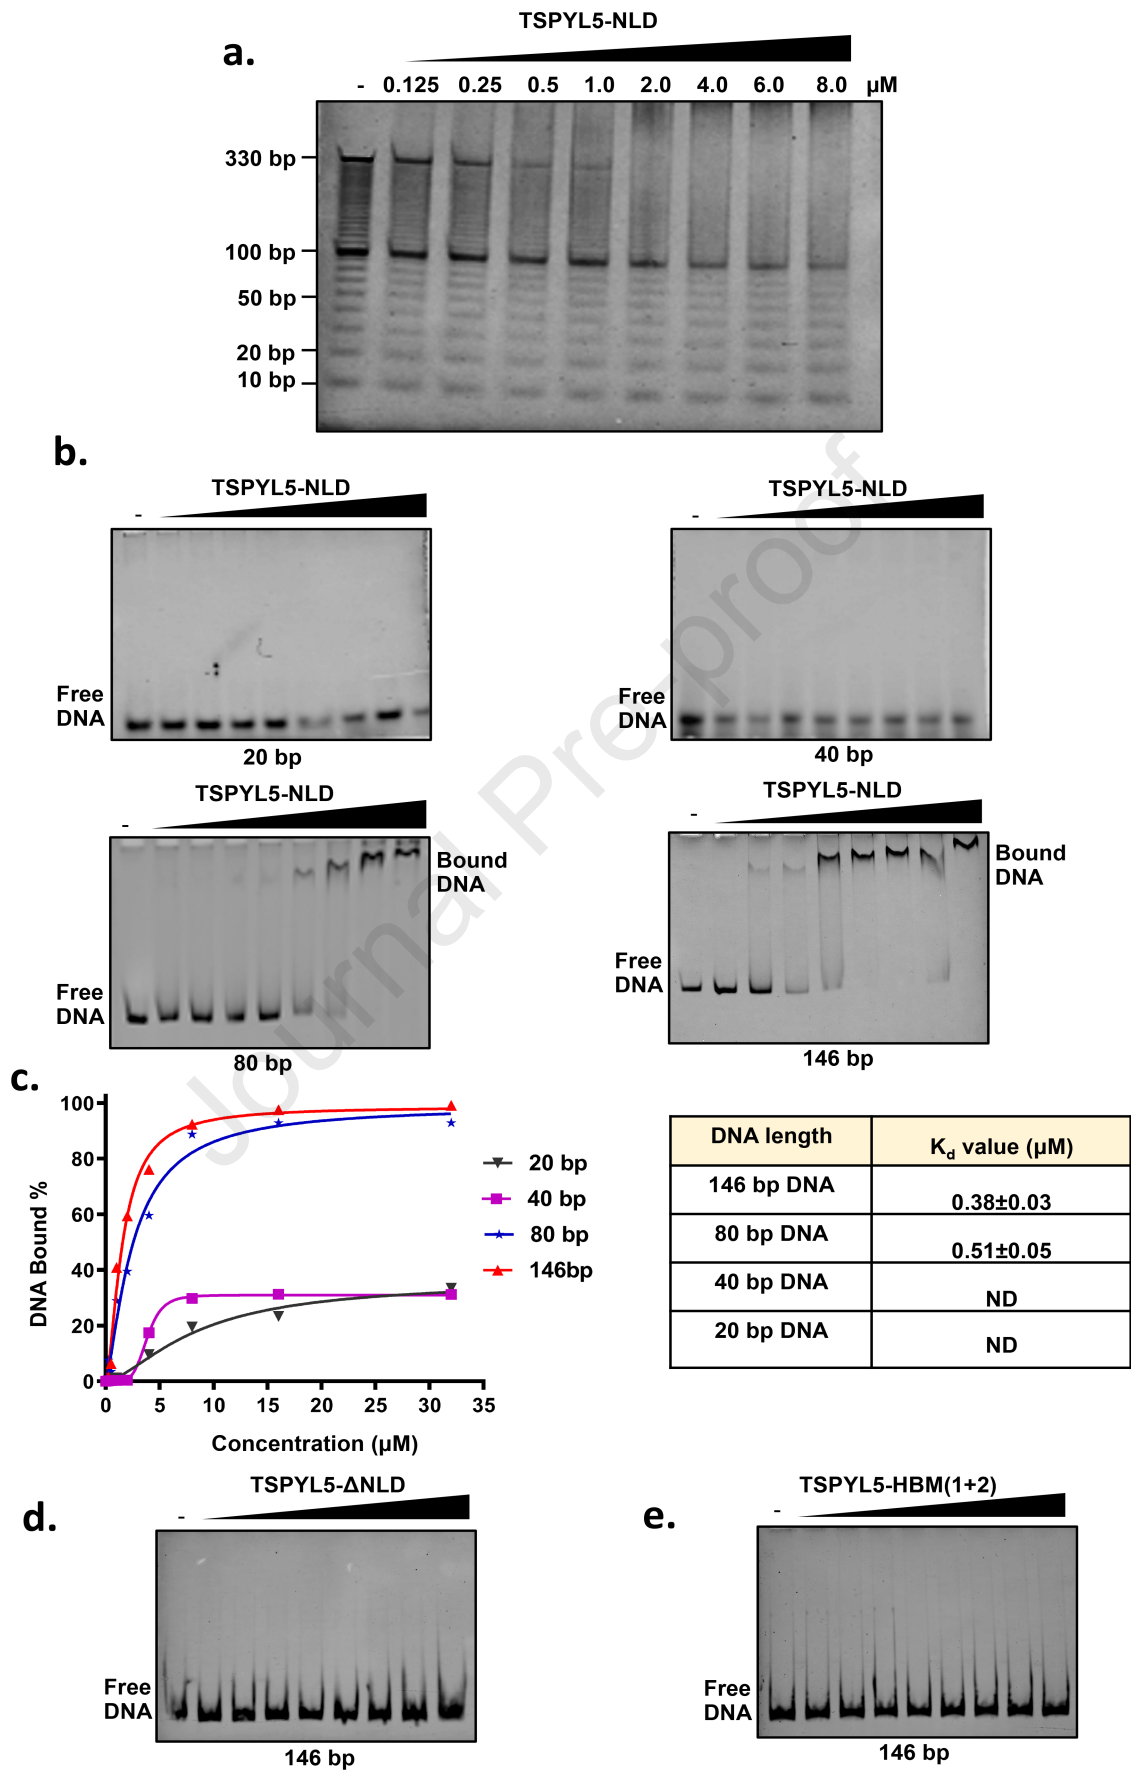 TSPYL5-NLD
a.
- 0.125 0.25 0.5 1.0 2.0 4.0 6.0 8.0 µM
330 bp
100 bp
50 bp
20 bp
10 bp
b.
TSPYL5-NLD
-
Free
DNA
20 bp
TSPYL5-NLD
-
Free
DNA
40 bp
TSPYL5-NLD
-
Bound
DNA
Free
DNA
80 bp
TSPYL5-NLD
-
Bound
DNA
Free
DNA
146 bp
Journal Pre-proof
c.
DNA Bound %
100
80
60
40
20
0
0 5 10 15 20 25 30 35
Concentration (µM)
20 bp
40 bp
80 bp
146bp
DNA length Kd value (µM)
146 bp DNA 0.38±0.03
80 bp DNA 0.51±0.05
40 bp DNA ND
20 bp DNA ND
d.
TSPYL5-ΔNLD
-
Free
DNA
146 bp
e.
TSPYL5-HBM(1+2)
-
Free
DNA
146 bp